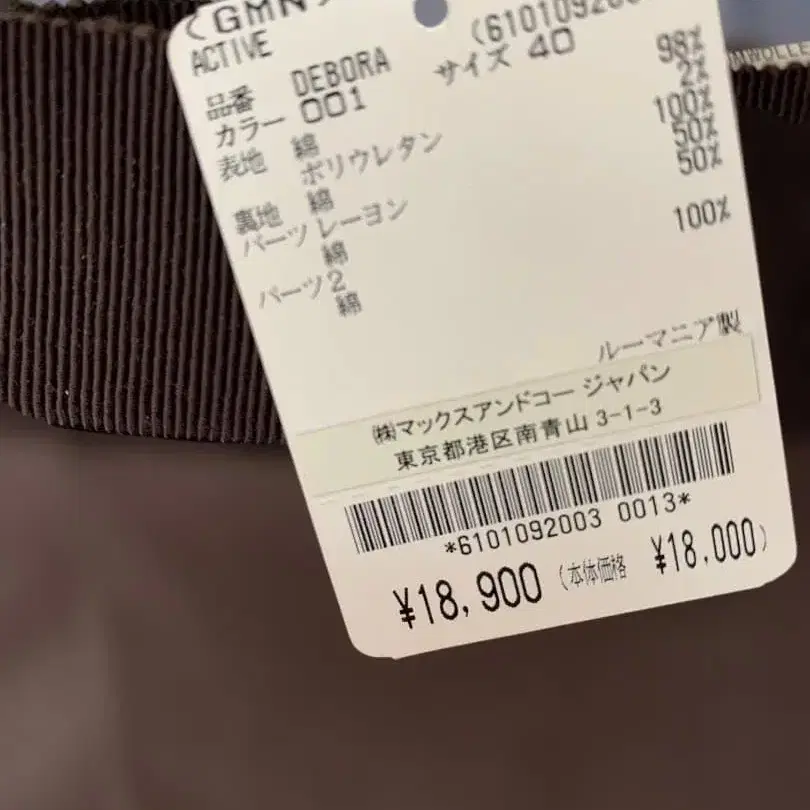 (GMN)
ACTIVE (6101092003
品番 DEBORA
カラー 001 サイズ 40
表地 綿 98%
ポリウレタン 2%
裏地 綿 100%
パーツ レーヨン 50%
綿 50%
パーツ2
綿 100%
ルーマニア製
㈱マックスアンドコー ジャパン
東京都港区南青山 3-1-3
*6101092003 0013*
¥18,900 (本体価格 ¥18,000)